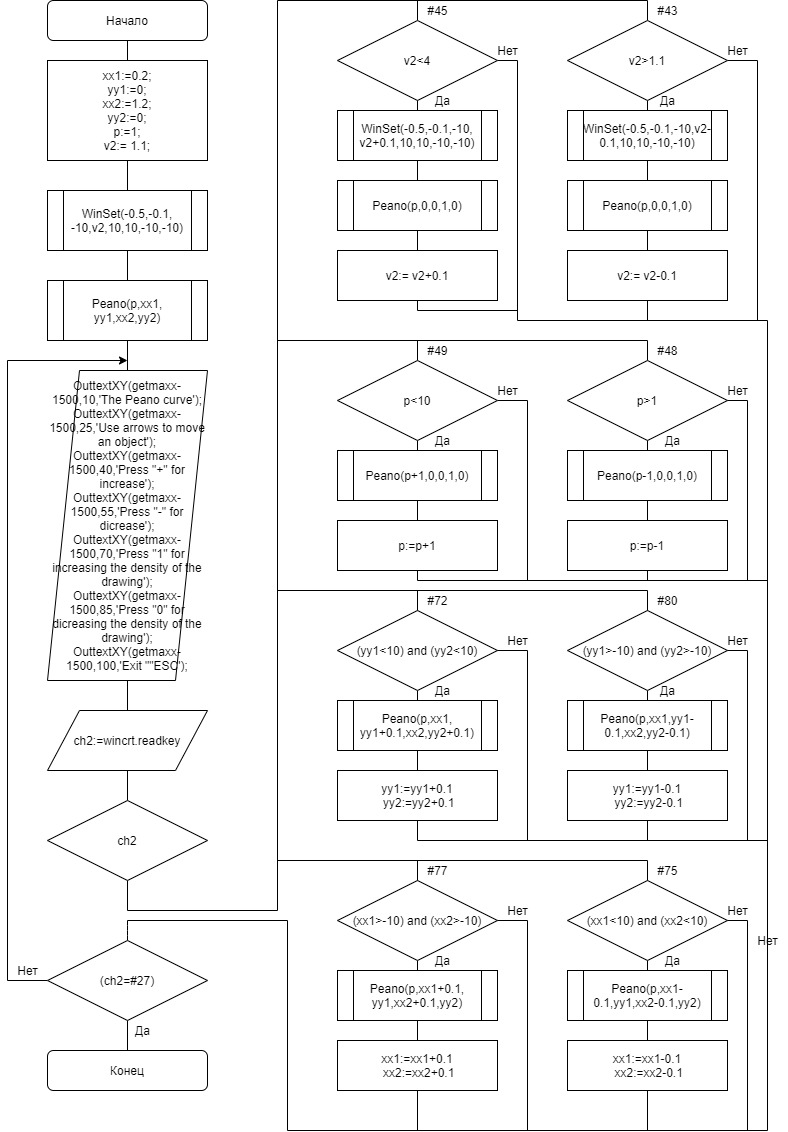 Начало
xx1:=0.2;
yy1:=0;
xx2:=1.2;
yy2:=0;
p:=1;
v2:= 1.1;
WinSet(-0.5,-0.1,
-10,v2,10,10,-10,-10)
Peano(p,xx1,
yy1,xx2,yy2)
OuttextXY(getmaxx-
1500,10,'The Peano curve');
OuttextXY(getmaxx-
1500,25,'Use arrows to move
an object');
OuttextXY(getmaxx-
1500,40,'Press "+" for
increase');
OuttextXY(getmaxx-
1500,55,'Press "-" for
dicrease');
OuttextXY(getmaxx-
1500,70,'Press "1" for
increasing the density of the
drawing');
OuttextXY(getmaxx-
1500,85,'Press "0" for
dicreasing the density of the
drawing');
OuttextXY(getmaxx-
1500,100,'Exit ""ESC');
ch2:=wincrt.readkey
ch2
(ch2=#27)
Нет
Да
Конец
#45
v2<4
Нет
Да
WinSet(-0.5,-0.1,-10,
v2+0.1,10,10,-10,-10)
Peano(p,0,0,1,0)
v2:= v2+0.1
#43
v2>1.1
Нет
Да
WinSet(-0.5,-0.1,-10,v2-
0.1,10,10,-10,-10)
Peano(p,0,0,1,0)
v2:= v2-0.1
#49
p<10
Нет
Да
Peano(p+1,0,0,1,0)
p:=p+1
#48
p>1
Нет
Да
Peano(p-1,0,0,1,0)
p:=p-1
#72
(yy1<10) and (yy2<10)
Нет
Да
Peano(p,xx1,
yy1+0.1,xx2,yy2+0.1)
yy1:=yy1+0.1
yy2:=yy2+0.1
#80
(yy1>-10) and (yy2>-10)
Нет
Да
Peano(p,xx1,yy1-
0.1,xx2,yy2-0.1)
yy1:=yy1-0.1
yy2:=yy2-0.1
#77
(xx1>-10) and (xx2>-10)
Нет
Да
Peano(p,xx1+0.1,
yy1,xx2+0.1,yy2)
xx1:=xx1+0.1
xx2:=xx2+0.1
#75
(xx1<10) and (xx2<10)
Нет
Да
Peano(p,xx1-
0.1,yy1,xx2-0.1,yy2)
xx1:=xx1-0.1
xx2:=xx2-0.1
Нет